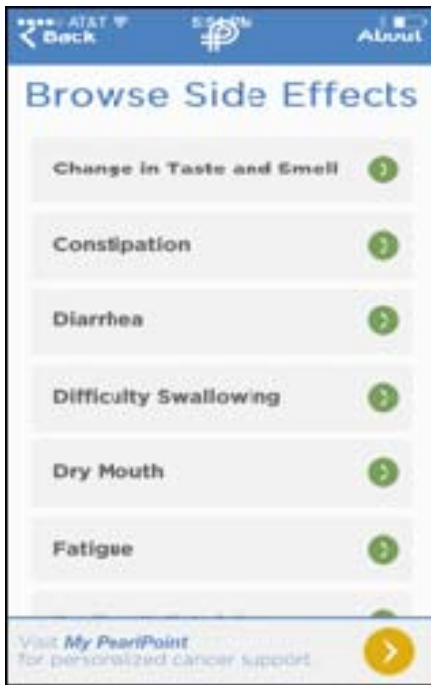 AT&T
Back
About
Browse Side Effects
Change in Taste and Smell
Constipation
Diarrhea
Difficulty Swallowing
Dry Mouth
Fatigue
Visit My PearlPoint
for personalized cancer support